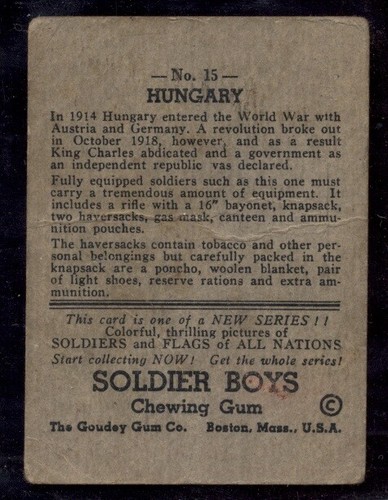 — No. 15 —
HUNGARY
In 1914 Hungary entered the World War with
Austria and Germany. A revolution broke out
in October 1918, however, and as a result
King Charles abdicated and a government as
an independent republic vas declared.
Fully equipped soldiers such as this one must
carry a tremendous amount of equipment. It
includes a rifle with a 16" bayonet, knapsack,
two haversacks, gas mask, canteen and ammu-
nition pouches.
The haversacks contain tobacco and other per-
sonal belongings but carefully packed in the
knapsack are a poncho, woolen blanket, pair
of light shoes, reserve rations and extra am-
munition.
This card is one of a NEW SERIES!!
Colorful, thrilling pictures of
SOLDIERS and FLAGS of ALL NATIONS
Start collecting NOW! Get the whole series!
SOLDIER BOYS
Chewing Gum ©
The Goudey Gum Co. Boston, Mass., U.S.A.